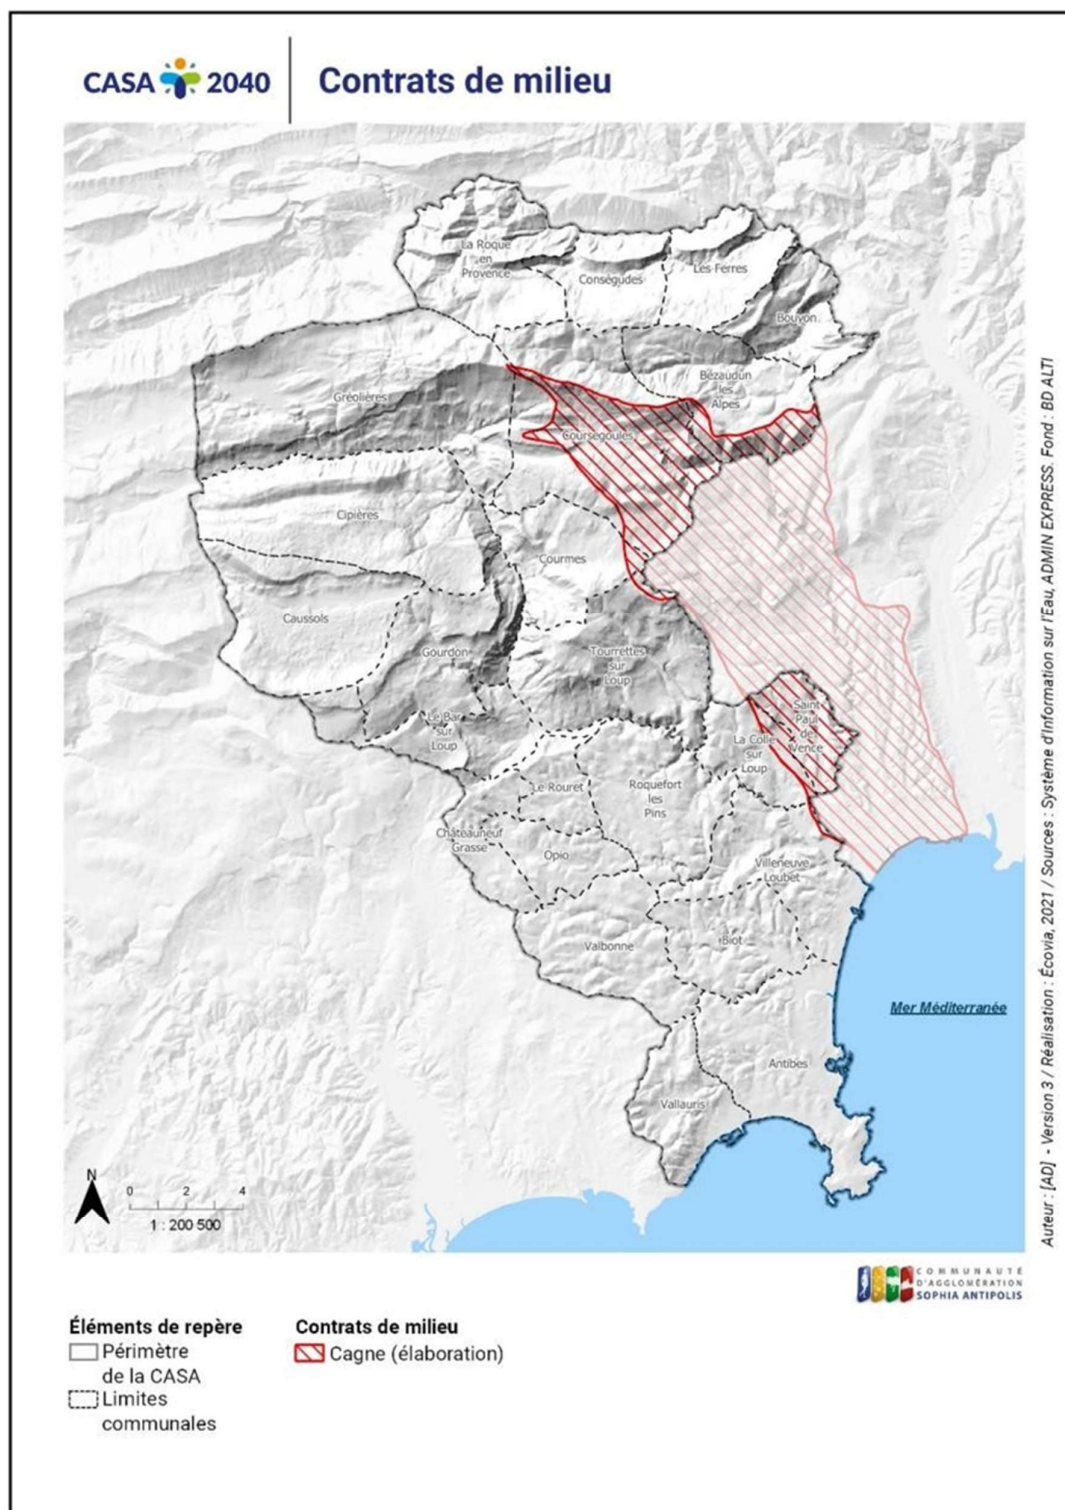 CASA 2040
Contrats de milieu
La Roque
en
Provence
Conségudes
Les Ferres
Bouyon
Bézaudun
les
Alpes
Gréolières
Coursegoules
Cipières
Courmes
Caussols
Gourdon
Tourrettes
sur
Loup
Le Bar
sur
Loup
Saint
Paul
de
Vence
La Colle
sur
Loup
Le Rouret
Roquefort
les
Pins
Châteauneuf
Grasse
Opio
Villeneuve
Loubet
Valbonne
Biot
Mer Méditerranée
Antibes
Vallauris
N
0 2 4
1 : 200 500
Auteur : [AD] - Version 3 / Réalisation : Écovia, 2021 / Sources : Système d'Information sur l'Eau, ADMIN EXPRESS. Fond : BD ALTI
COMMUNAUTÉ
D'AGGLOMÉRATION
SOPHIA ANTIPOLIS
Éléments de repère
Périmètre
de la CASA
Limites
communales
Contrats de milieu
Cagne (élaboration)